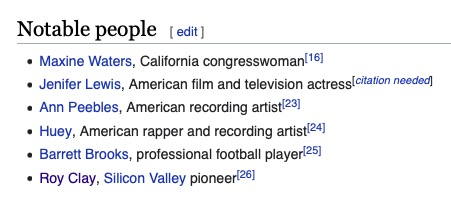 Notable people [ edit ]
Maxine Waters, California congresswoman[16]
Jenifer Lewis, American film and television actress[citation needed]
Ann Peebles, American recording artist[23]
Huey, American rapper and recording artist[24]
Barrett Brooks, professional football player[25]
Roy Clay, Silicon Valley pioneer[26]